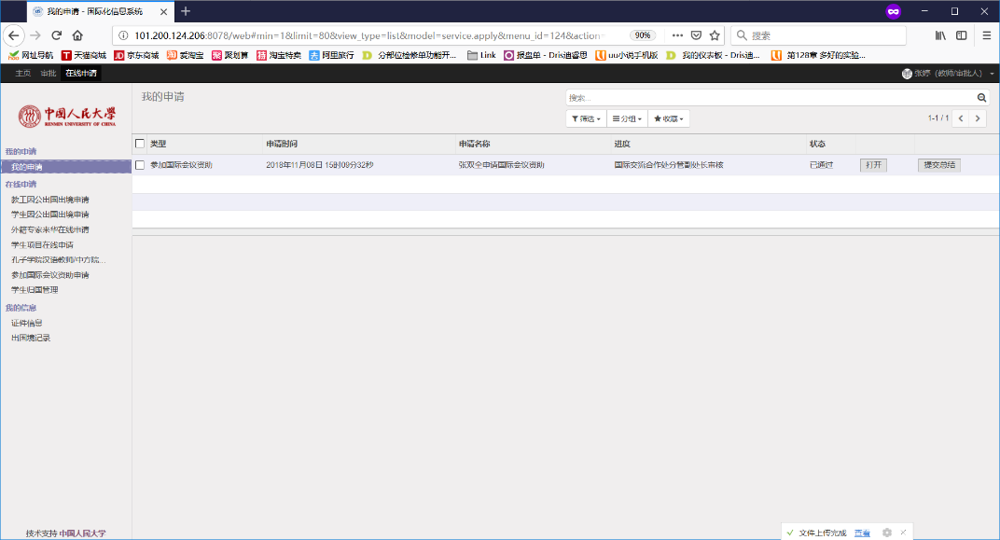 我的申请 - 国际化信息系统
101.200.124.206:8078/web#min=1&limit=80&view_type=list&model=service.apply&menu_id=124&action=
90%
搜索
网址导航 天猫商城 京东商城 爱淘宝 聚划算 淘宝特卖 阿里旅行 分部位检修单功能开... Link 报盘单 - Dris迪睿思 uu小说手机版 我的仪表板 - Dris迪... 第128章 多好的实验...
主页 审批 在线申请
张婷 (教师/审批人)
中国人民大学
RENMIN UNIVERSITY OF CHINA
我的申请
搜索...
筛选 分组 收藏
1-1 / 1
类型 申请时间 申请名称 进度 状态
参加国际会议资助 2018年11月08日 15时09分32秒 张双全申请国际会议资助 国际交流合作处分管副处长审核 已通过 打开 提交总结
我的申请
我的申请
在线申请
教工因公出国出境申请
学生因公出国出境申请
外籍专家来华在线申请
学生项目在线申请
孔子学院汉语教师/中方院...
参加国际会议资助申请
学生归国管理
我的信息
证件信息
出国境记录
技术支持 中国人民大学
文件上传完成 查看